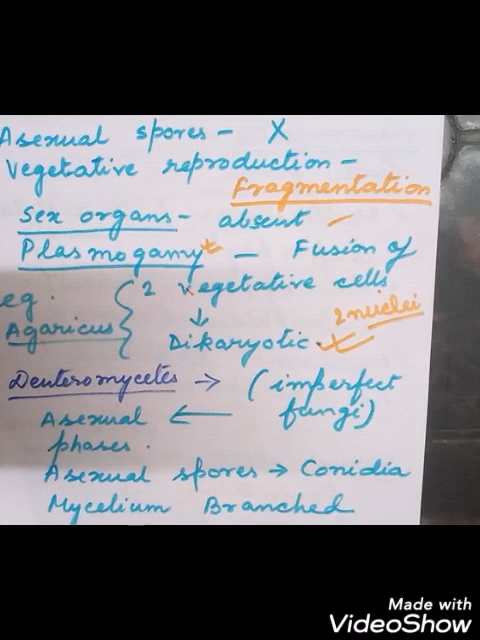 Asexual spores - X
Vegetative reproduction -
Fragmentation
Sex organs - absent
Plasmogamy* - Fusion of
eg. { 2 vegetative cells
Agaricus ↓ 2 nuclei
Dikaryotic.
Deuteromycetes → (imperfect
Asexual ← fungi)
phases.
Asexual spores → Conidia
Mycelium Branched
Made with
VideoShow